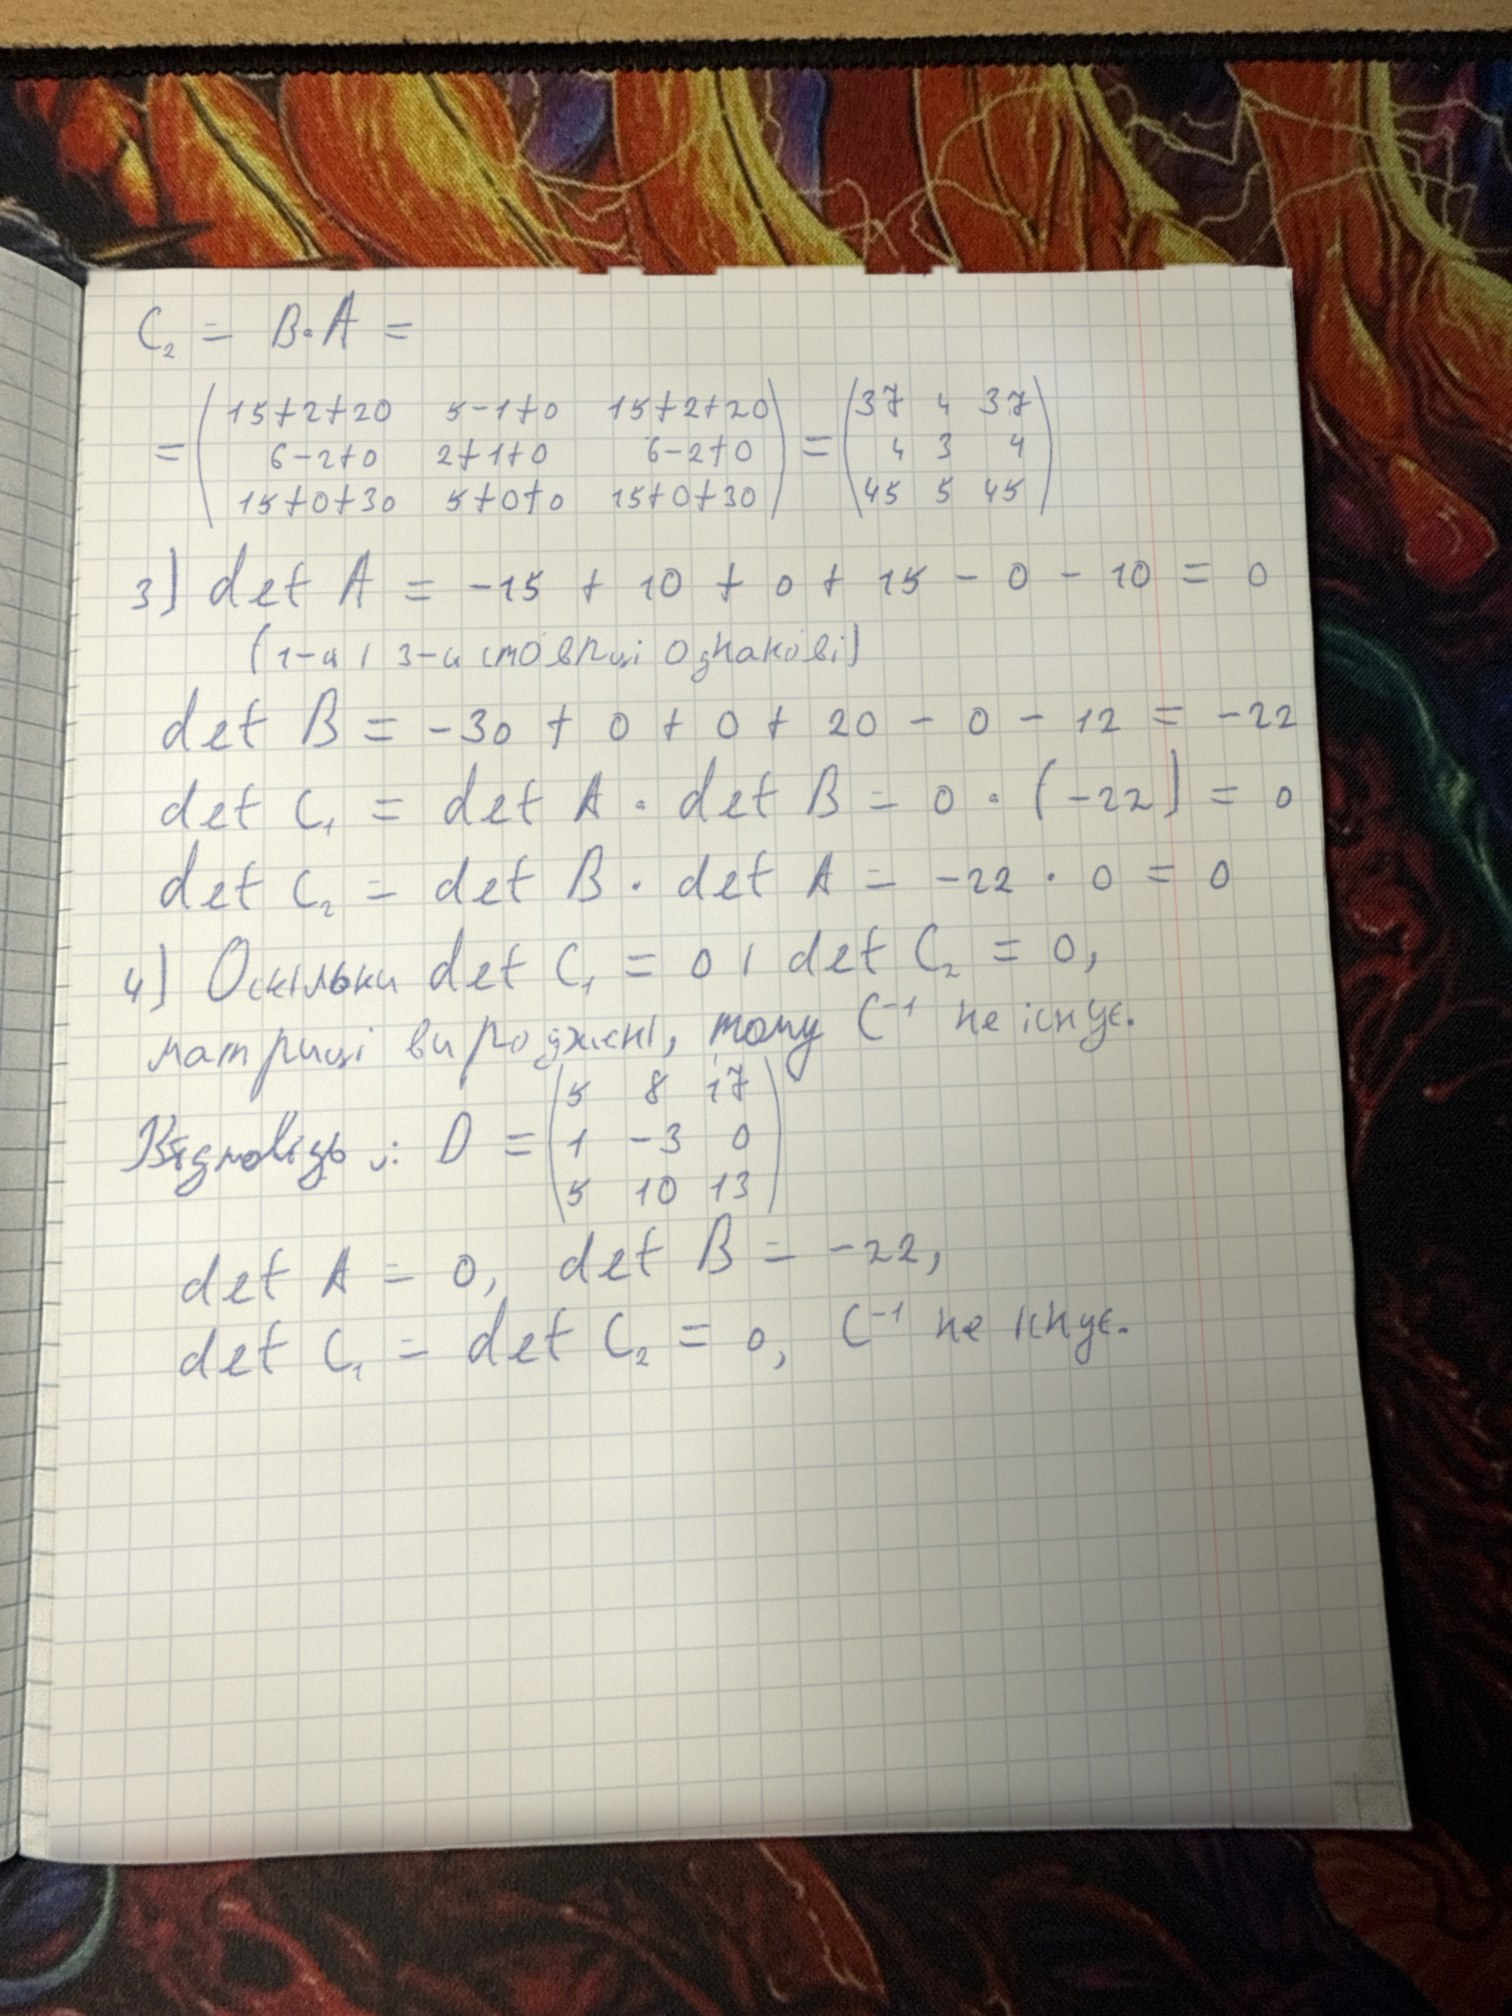 C₂ = B·A =
= (15+2+20 5-1+0 15+2+20) = (37 4 37)
(6-2+0 2+1+0 6-2+0) (4 3 4)
(15+0+30 5+0+0 15+0+30) (45 5 45)
3) det A = -15 + 10 + 0 + 15 - 0 - 10 = 0
(1-й і 3-й стовпці однакові)
det B = -30 + 0 + 0 + 20 - 0 - 12 = -22
det C₁ = det A · det B = 0 · (-22) = 0
det C₂ = det B · det A = -22 · 0 = 0
4) Оскільки det C₁ = 0 і det C₂ = 0,
матриці вироджені, тому C⁻¹ не існує.
Відповідь: D = (5 8 17)
(1 -3 0)
(5 10 13)
det A = 0, det B = -22,
det C₁ = det C₂ = 0, C⁻¹ не існує.